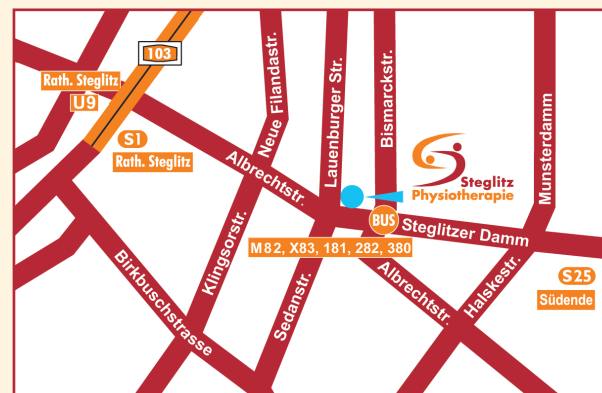 103
Rath. Steglitz
U9
S1
Rath. Steglitz
Neue Filandastr.
Lauenburger Str.
Bismarckstr.
Munsterdamm
Albrechtstr.
Steglitz
Physiotherapie
BUS
Steglitzer Damm
M82, X83, 181, 282, 380
Klingsorstr.
Birkbuschstrasse
Sedanstr.
Albrechtstr.
Halskestr.
S25
Südende